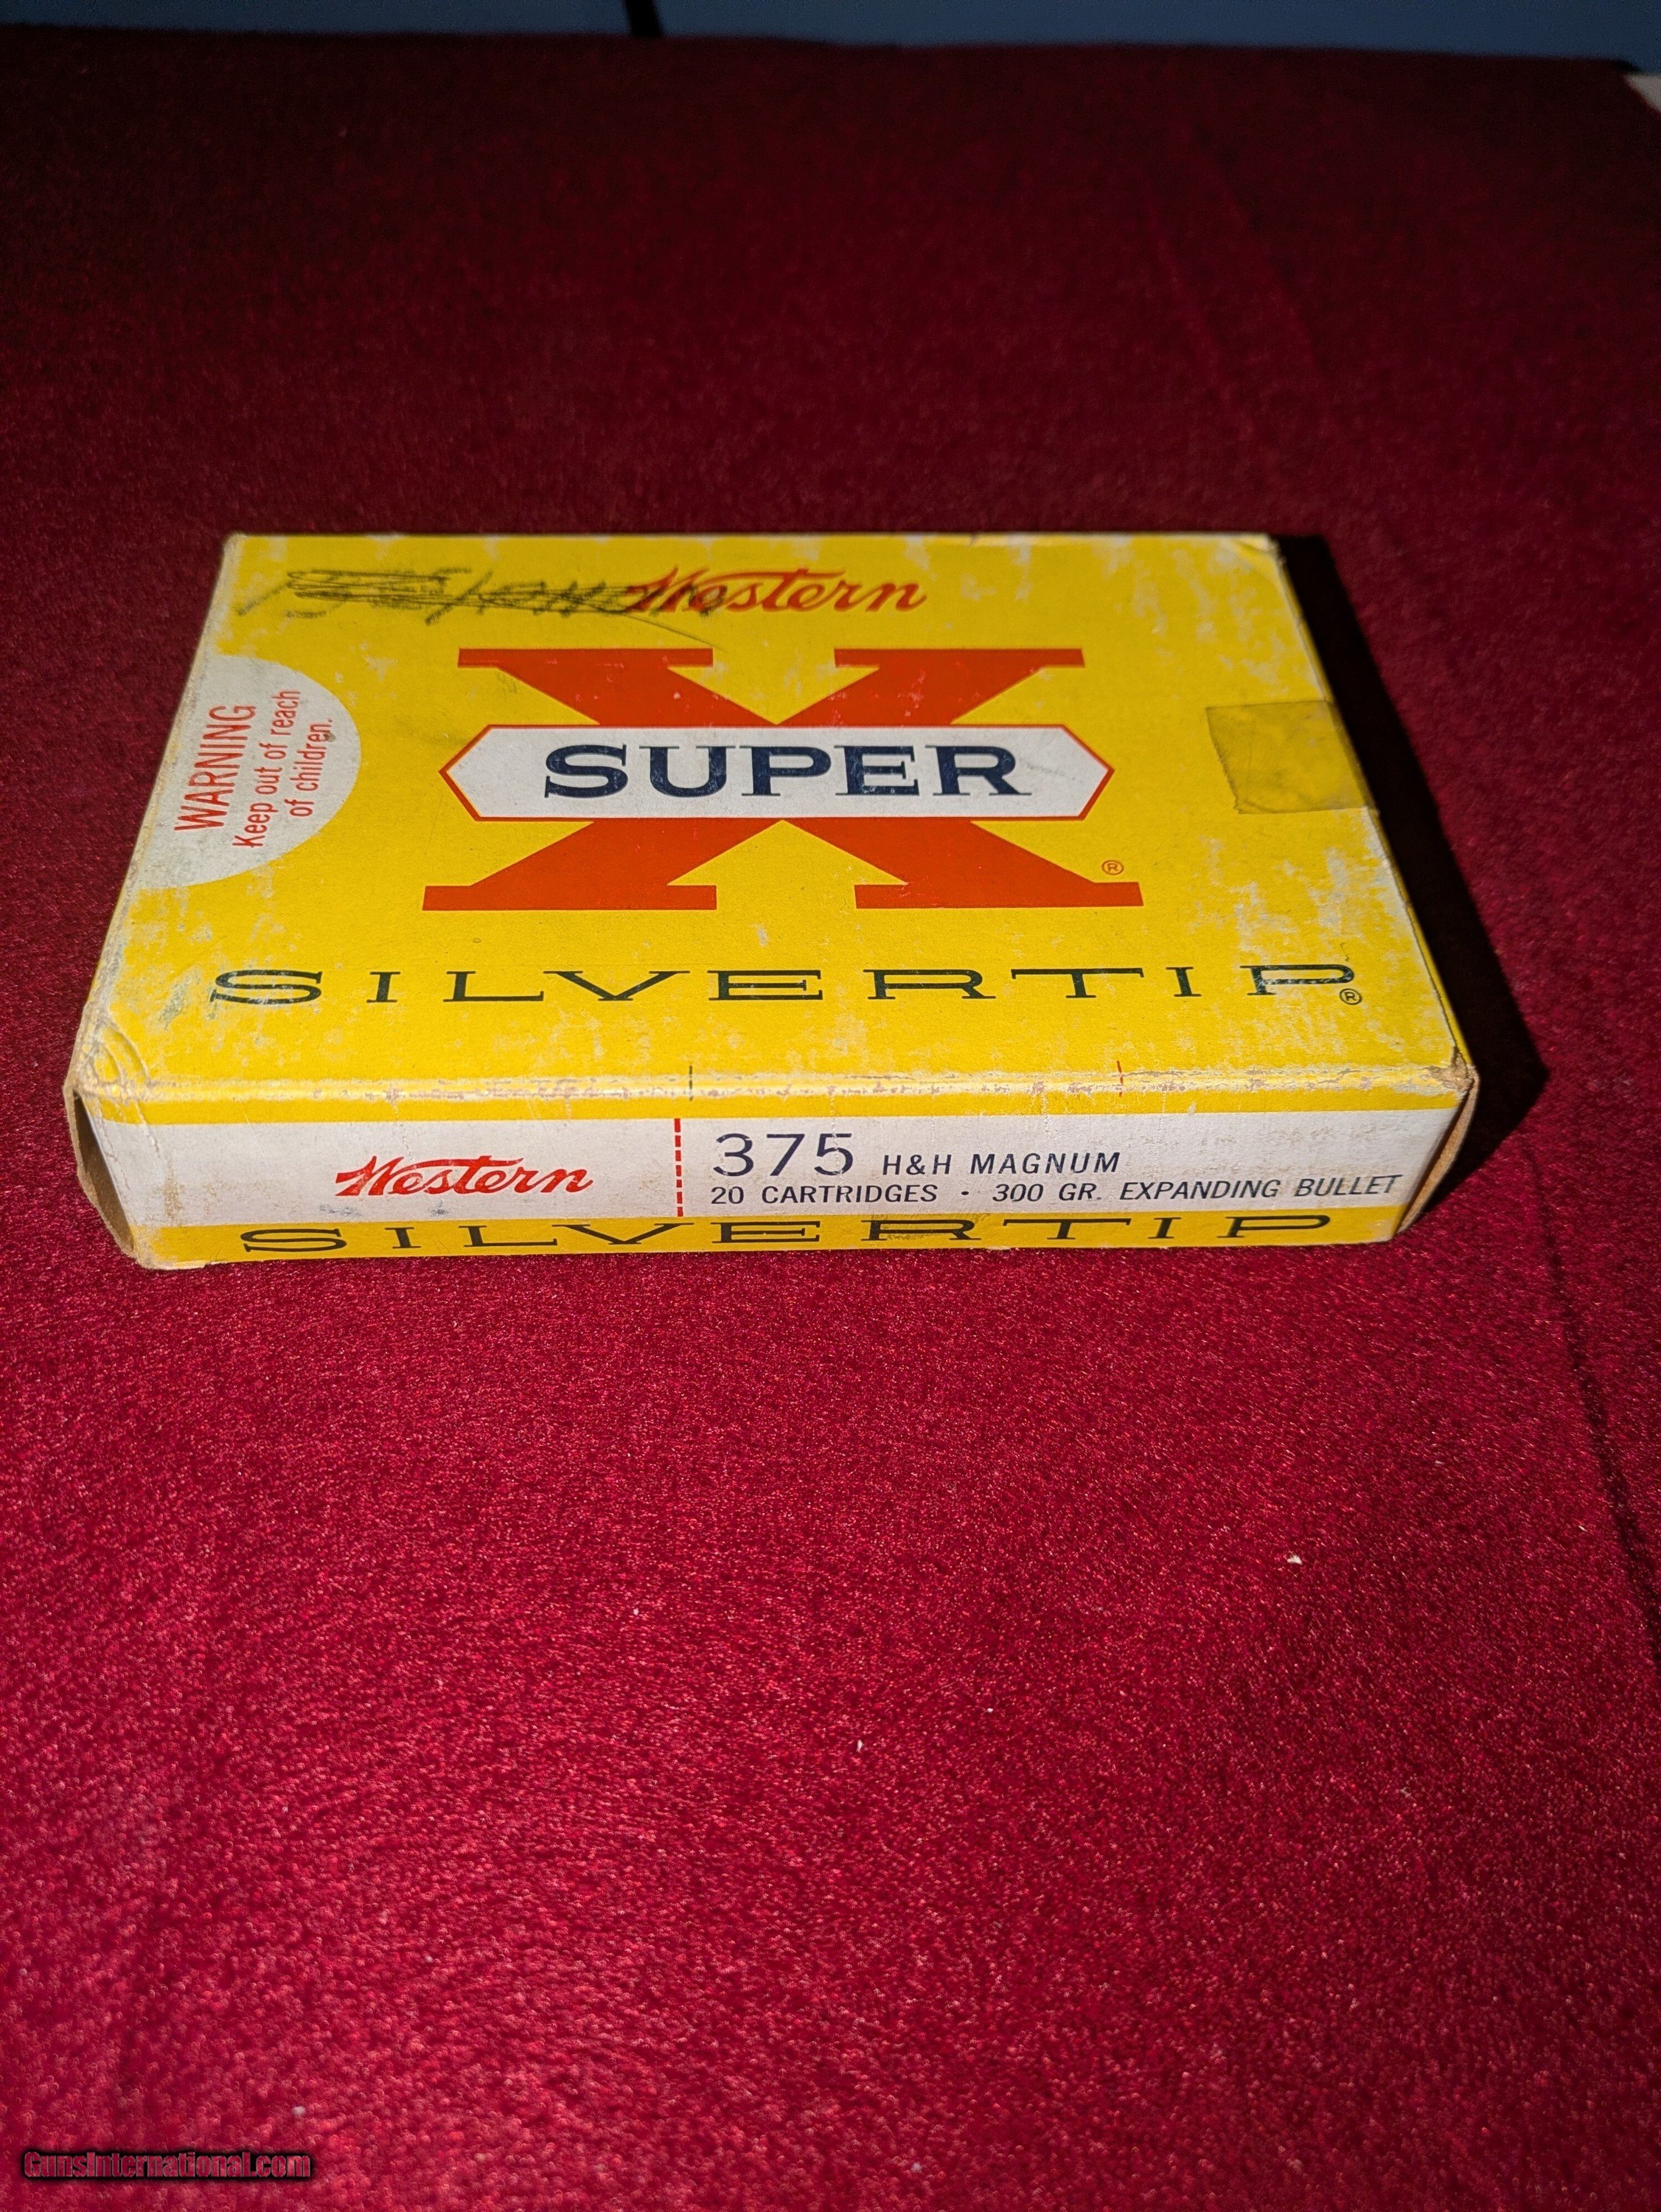 Western
WARNING
Keep out of reach
of children.
X
SUPER
®
SILVERTIP®
Western
375 H&H MAGNUM
20 CARTRIDGES · 300 GR. EXPANDING BULLET
SILVERTIP
GunsInternational.com